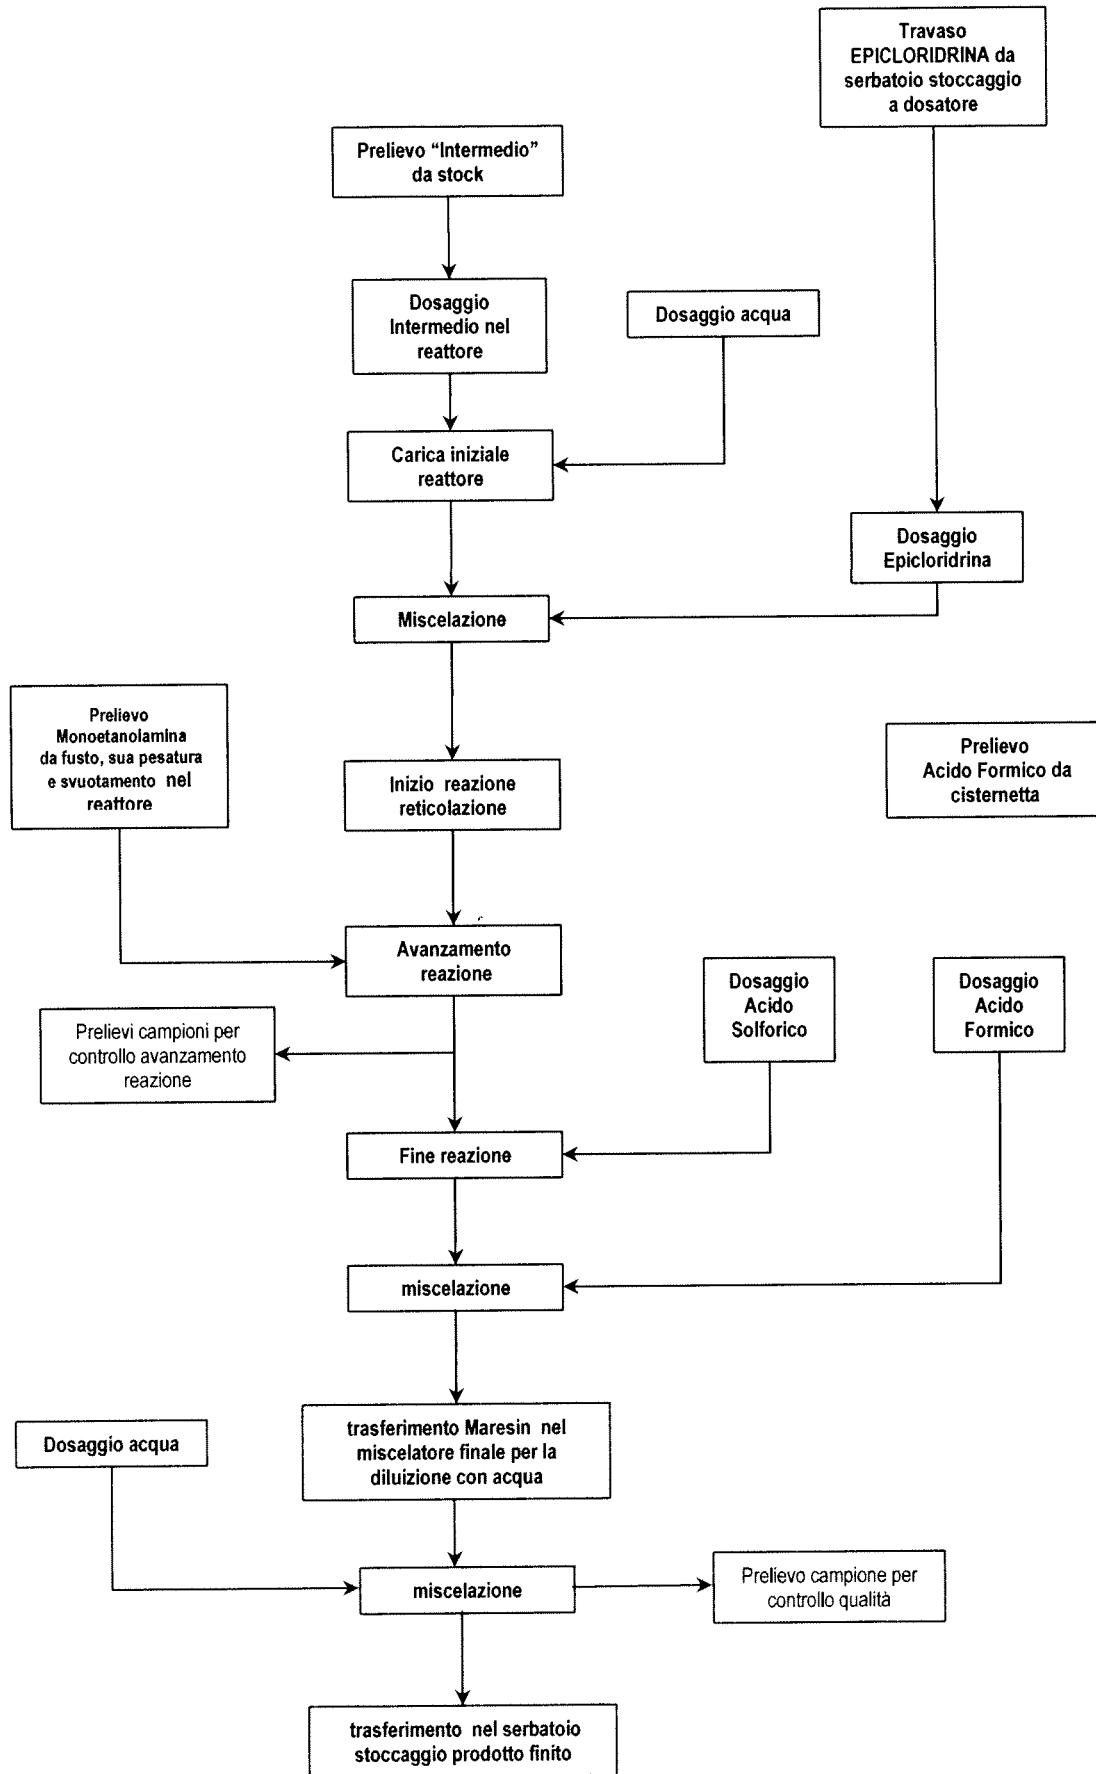 Travaso
EPICLORIDRINA da
serbatoio stoccaggio
a dosatore
Prelievo “Intermedio”
da stock
Dosaggio
Intermedio nel
reattore
Dosaggio acqua
Carica iniziale
reattore
Dosaggio
Epicloridrina
Miscelazione
Prelievo
Monoetanolamina
da fusto, sua pesatura
e svuotamento nel
reattore
Inizio reazione
reticolazione
Prelievo
Acido Formico da
cisternetta
Avanzamento
reazione
Dosaggio
Acido
Solforico
Dosaggio
Acido
Formico
Prelievi campioni per
controllo avanzamento
reazione
Fine reazione
miscelazione
trasferimento Maresin nel
miscelatore finale per la
diluizione con acqua
Dosaggio acqua
miscelazione
Prelievo campione per
controllo qualità
trasferimento nel serbatoio
stoccaggio prodotto finito